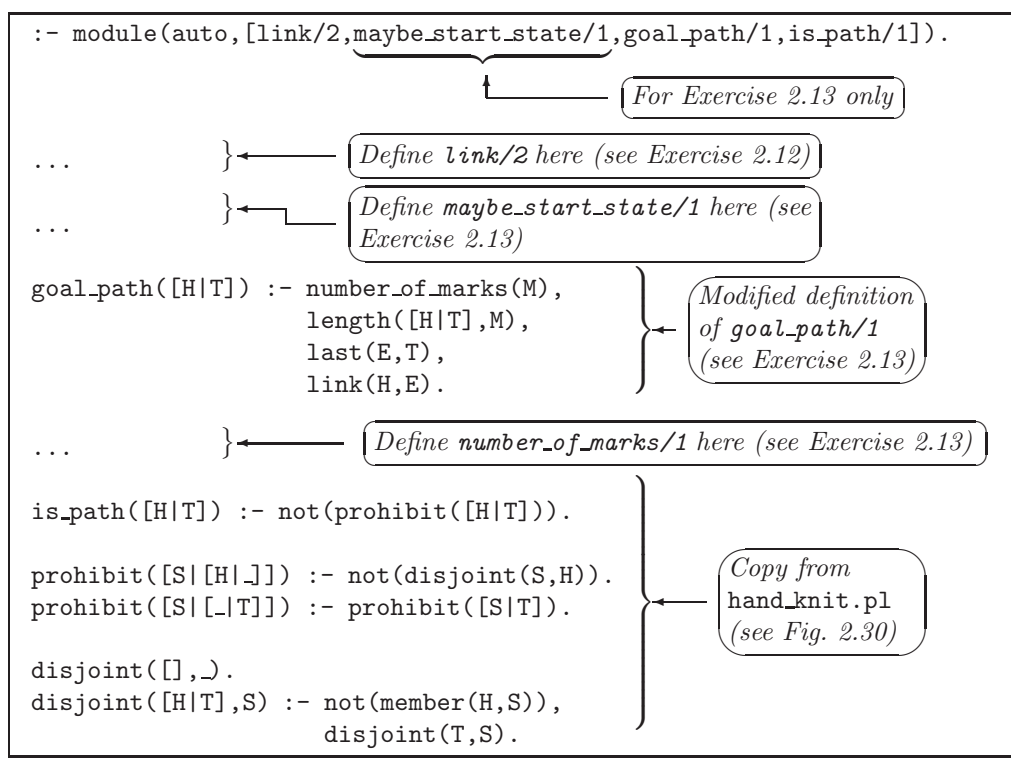 :- module(auto,[link/2,maybe_start_state/1,goal_path/1,is_path/1]).
For Exercise 2.13 only
... } Define link/2 here (see Exercise 2.12)
... } Define maybe_start_state/1 here (see
Exercise 2.13)
goal_path([H|T]) :- number_of_marks(M),
length([H|T],M),
last(E,T),
link(H,E).
Modified definition
of goal_path/1
(see Exercise 2.13)
... } Define number_of_marks/1 here (see Exercise 2.13)
is_path([H|T]) :- not(prohibit([H|T])).
prohibit([S|[H|_]]) :- not(disjoint(S,H)).
prohibit([S|[_|T]]) :- prohibit([S|T]).
disjoint([],_).
disjoint([H|T],S) :- not(member(H,S)),
disjoint(T,S).
Copy from
hand_knit.pl
(see Fig. 2.30)